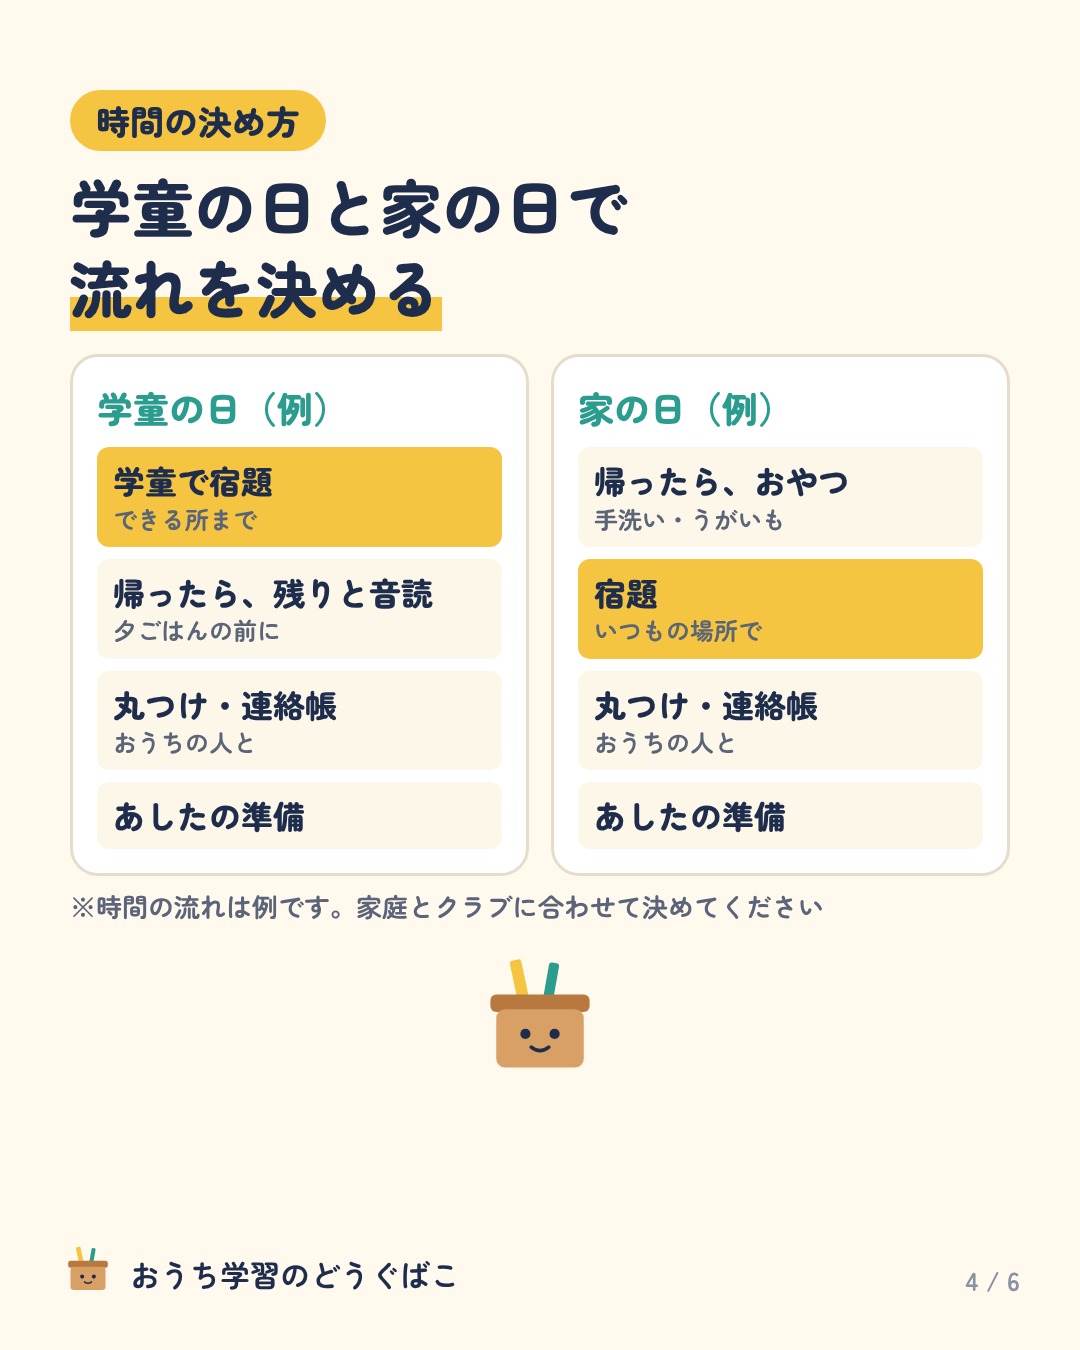 時間の決め方
学童の日と家の日で
流れを決める
学童の日（例）
学童で宿題
できる所まで
帰ったら、残りと音読
夕ごはんの前に
丸つけ・連絡帳
おうちの人と
あしたの準備
家の日（例）
帰ったら、おやつ
手洗い・うがいも
宿題
いつもの場所で
丸つけ・連絡帳
おうちの人と
あしたの準備
※時間の流れは例です。家庭とクラブに合わせて決めてください
おうち学習のどうぐばこ
4 / 6